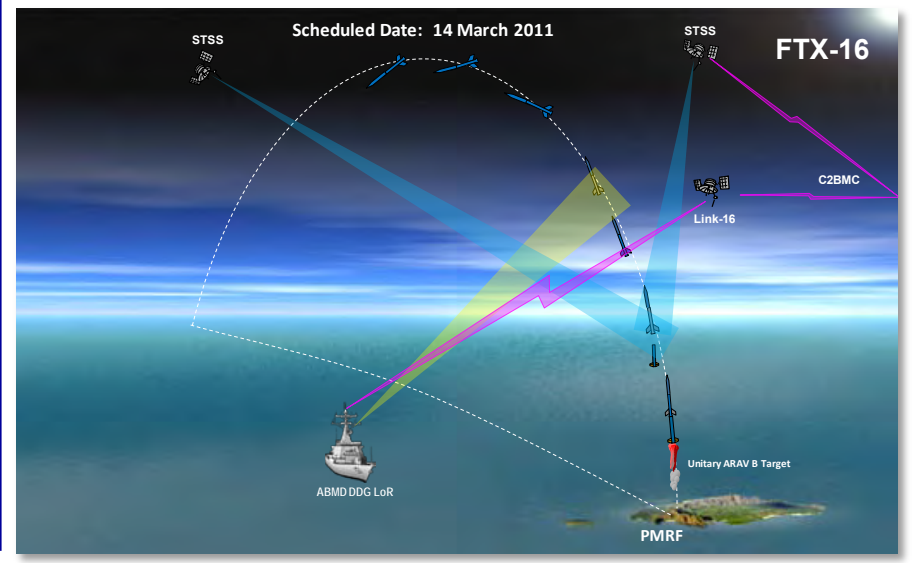 Scheduled Date: 14 March 2011
STSS
STSS
FTX-16
C2BMC
Link-16
Unitary ARAV B Target
ABMD DDG LoR
PMRF